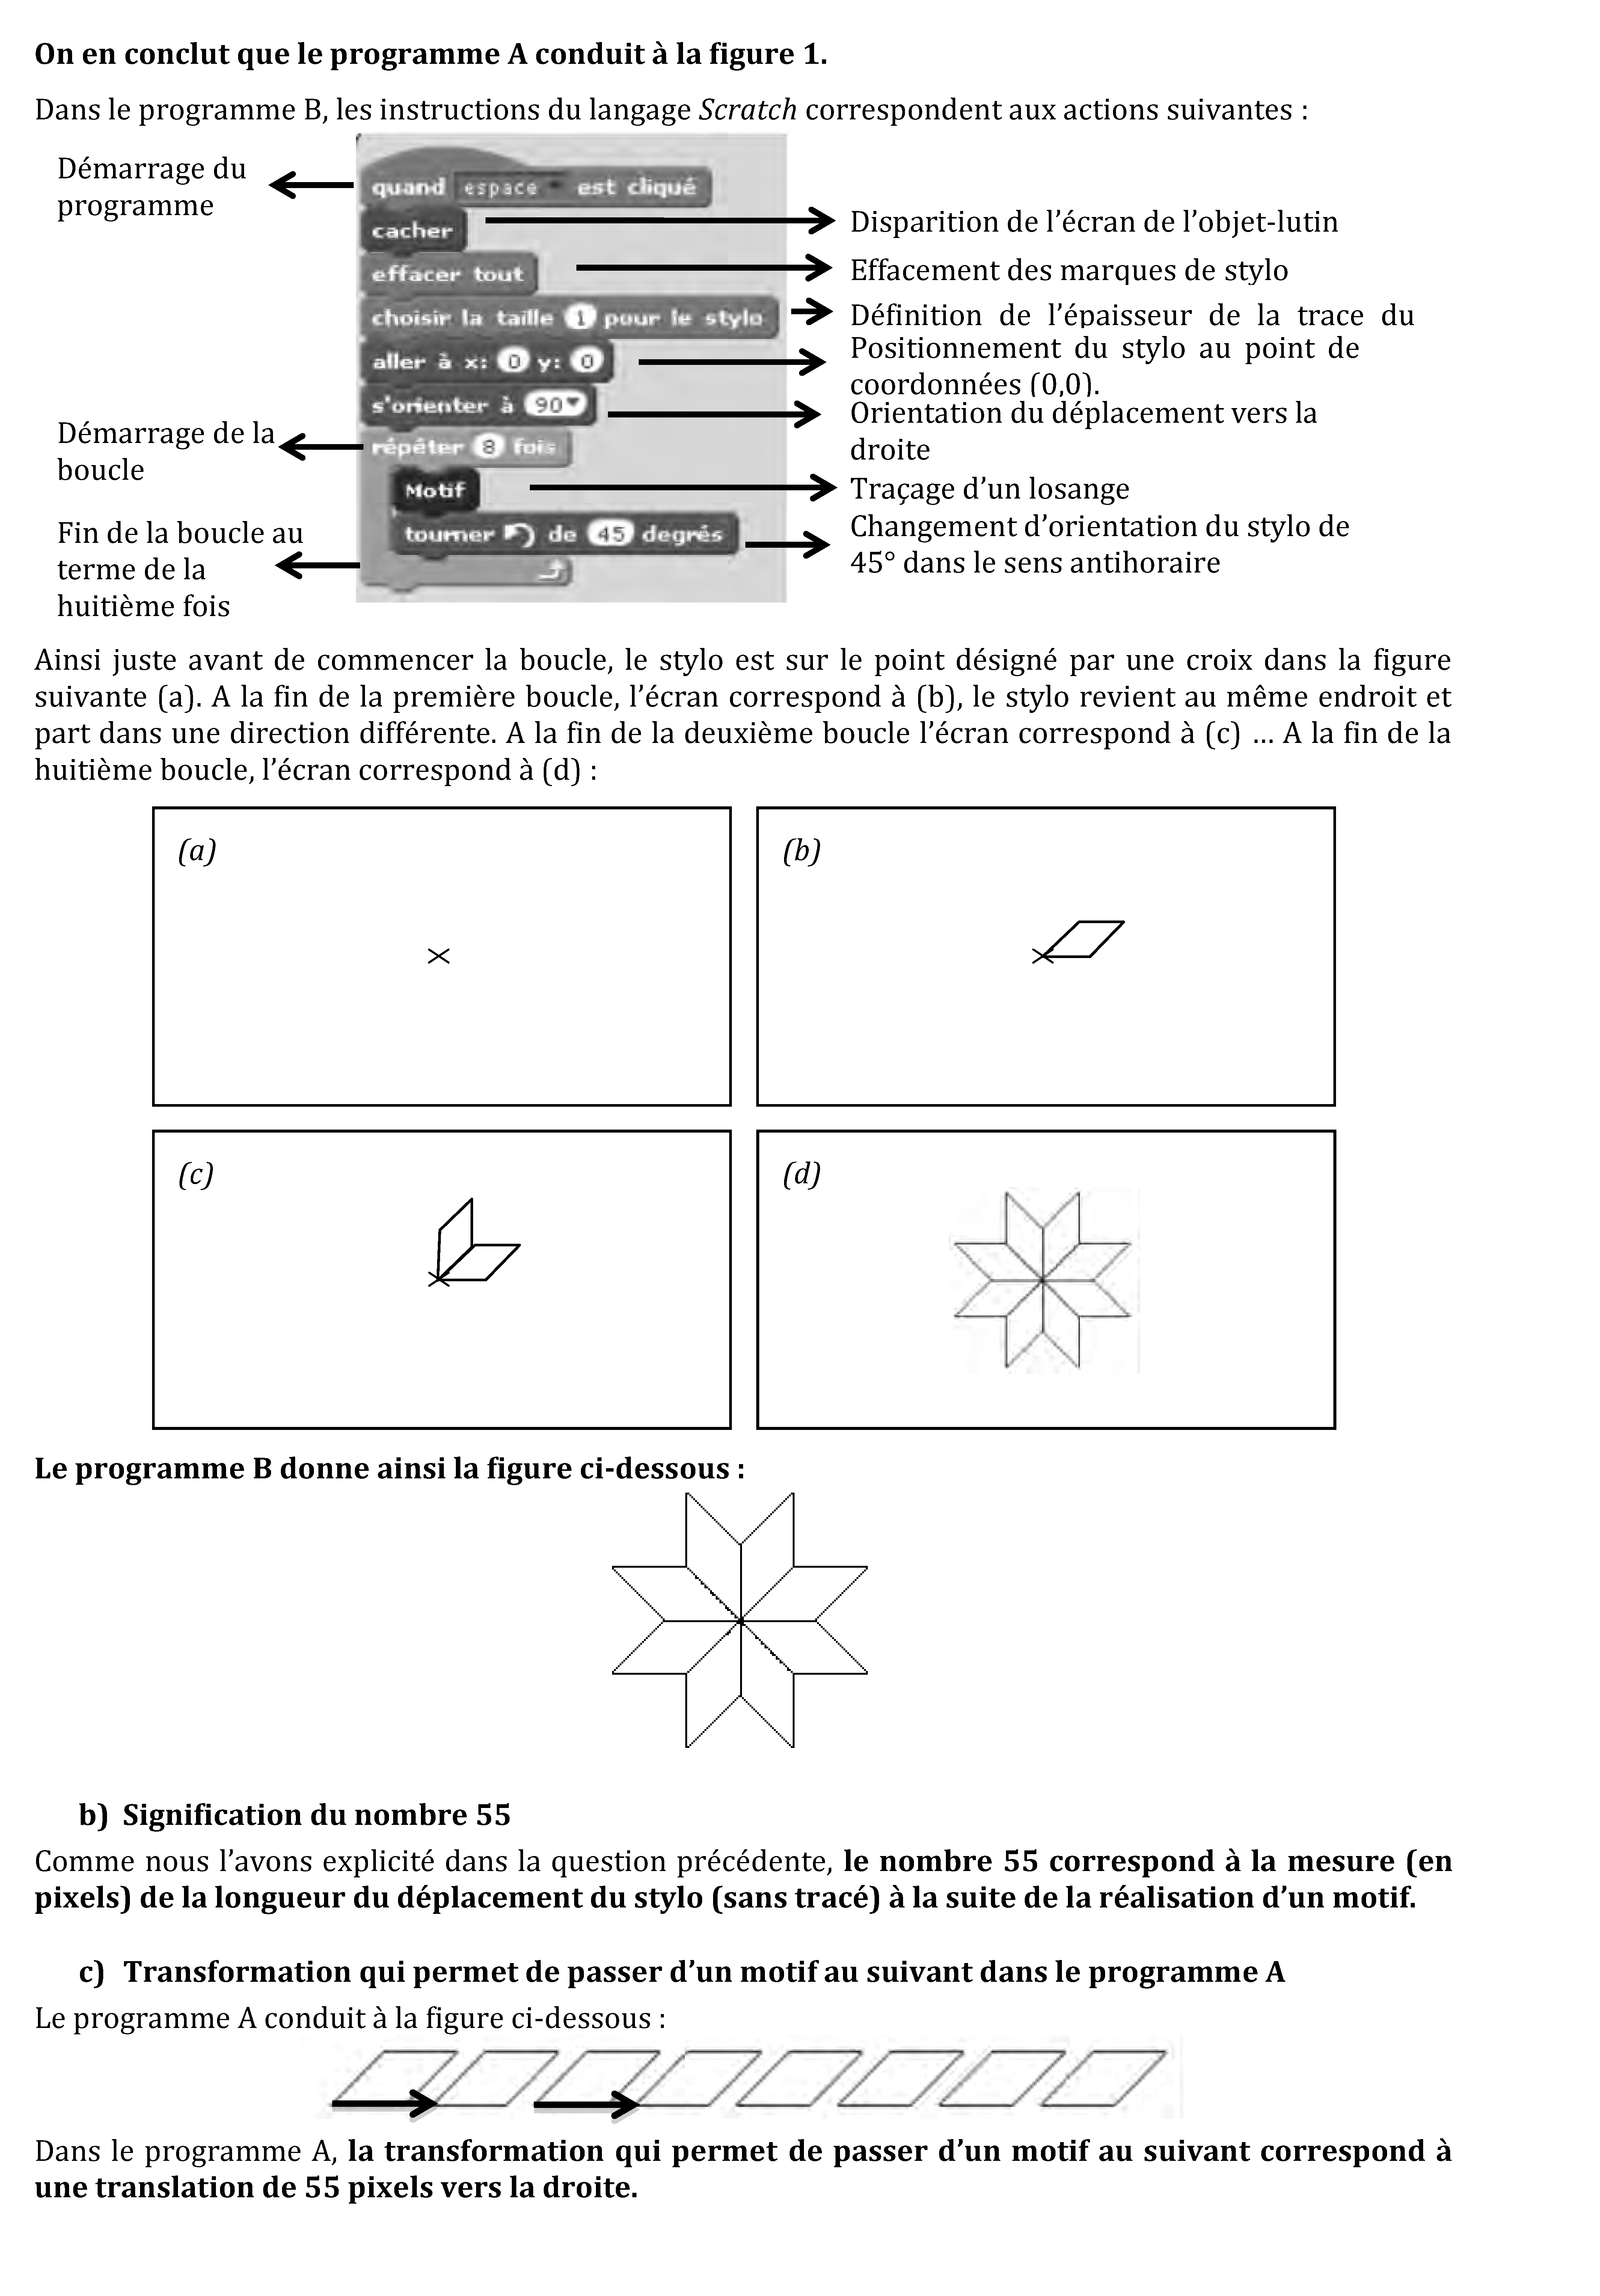 On en conclut que le programme A conduit à la figure 1.
Dans le programme B, les instructions du langage Scratch correspondent aux actions suivantes :
Démarrage du
programme
quand espace est cliqué
cacher
Disparition de l’écran de l’objet-lutin
effacer tout
Effacement des marques de stylo
choisir la taille 1 pour le stylo
Définition de l’épaisseur de la trace du
aller à x: 0 y: 0
Positionnement du stylo au point de
coordonnées (0,0).
s'orienter à 90
Orientation du déplacement vers la
droite
Démarrage de la
boucle
répéter 8 fois
Motif
Traçage d’un losange
tourner de 45 degrés
Changement d’orientation du stylo de
45° dans le sens antihoraire
Fin de la boucle au
terme de la
huitième fois
Ainsi juste avant de commencer la boucle, le stylo est sur le point désigné par une croix dans la figure
suivante (a). A la fin de la première boucle, l’écran correspond à (b), le stylo revient au même endroit et
part dans une direction différente. A la fin de la deuxième boucle l’écran correspond à (c) … A la fin de la
huitième boucle, l’écran correspond à (d) :
(a)
(b)
(c)
(d)
Le programme B donne ainsi la figure ci-dessous :
b) Signification du nombre 55
Comme nous l’avons explicité dans la question précédente, le nombre 55 correspond à la mesure (en
pixels) de la longueur du déplacement du stylo (sans tracé) à la suite de la réalisation d’un motif.
c) Transformation qui permet de passer d’un motif au suivant dans le programme A
Le programme A conduit à la figure ci-dessous :
Dans le programme A, la transformation qui permet de passer d’un motif au suivant correspond à
une translation de 55 pixels vers la droite.